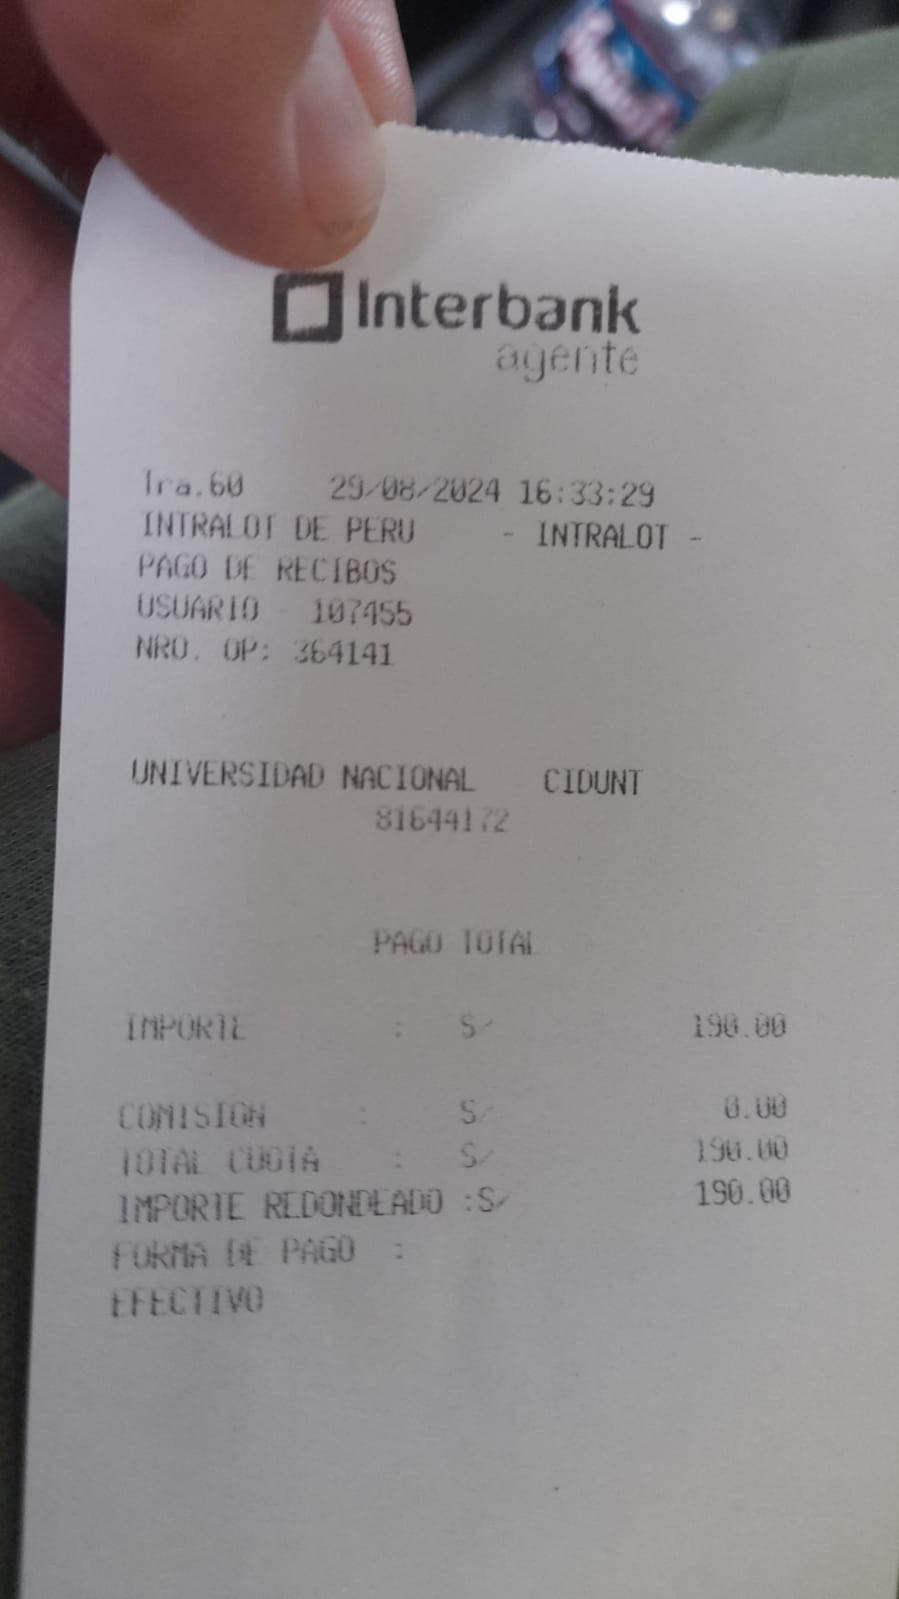 Interbank
agente
Tra.60 29/08/2024 16:33:29
INTRALOT DE PERU - INTRALOT -
PAGO DE RECIBOS
USUARIO - 107455
NRO. OP: 364141
UNIVERSIDAD NACIONAL CIDUNT
81644172
PAGO TOTAL
IMPORTE : S/ 190.00
COMISION : S/ 0.00
TOTAL CUOTA : S/ 190.00
IMPORTE REDONDEADO :S/ 190.00
FORMA DE PAGO :
EFECTIVO